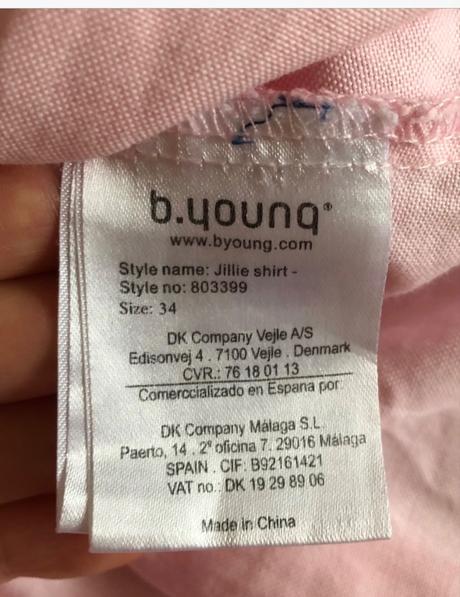 b.young®
www.byoung.com
Style name: Jillie shirt -
Style no: 803399
Size: 34
DK Company Vejle A/S
Edisonvej 4 . 7100 Vejle . Denmark
CVR.: 76 18 01 13
Comerccializado en Espana por:
DK Company Málaga S.L.
Paerto, 14 . 2º oficina 7. 29016 Málaga
SPAIN . CIF: B92161421
VAT no.: DK 19 29 89 06
Made in China